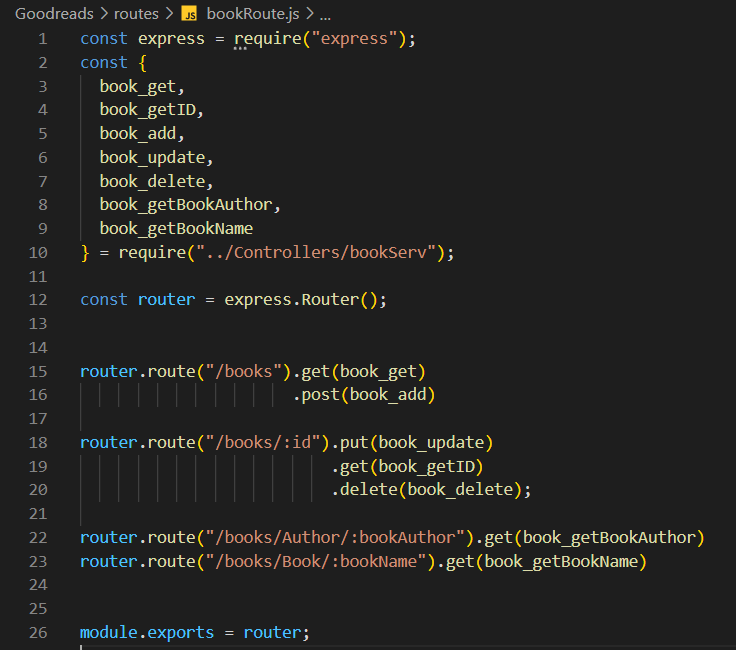 Goodreads > routes > JS bookRoute.js > ...
1 const express = require("express");
2 const {
3 book_get,
4 book_getID,
5 book_add,
6 book_update,
7 book_delete,
8 book_getBookAuthor,
9 book_getBookName
10 } = require("../Controllers/bookServ");
11
12 const router = express.Router();
13
14
15 router.route("/books").get(book_get)
16 .post(book_add)
17
18 router.route("/books/:id").put(book_update)
19 .get(book_getID)
20 .delete(book_delete);
21
22 router.route("/books/Author/:bookAuthor").get(book_getBookAuthor)
23 router.route("/books/Book/:bookName").get(book_getBookName)
24
25
26 module.exports = router;